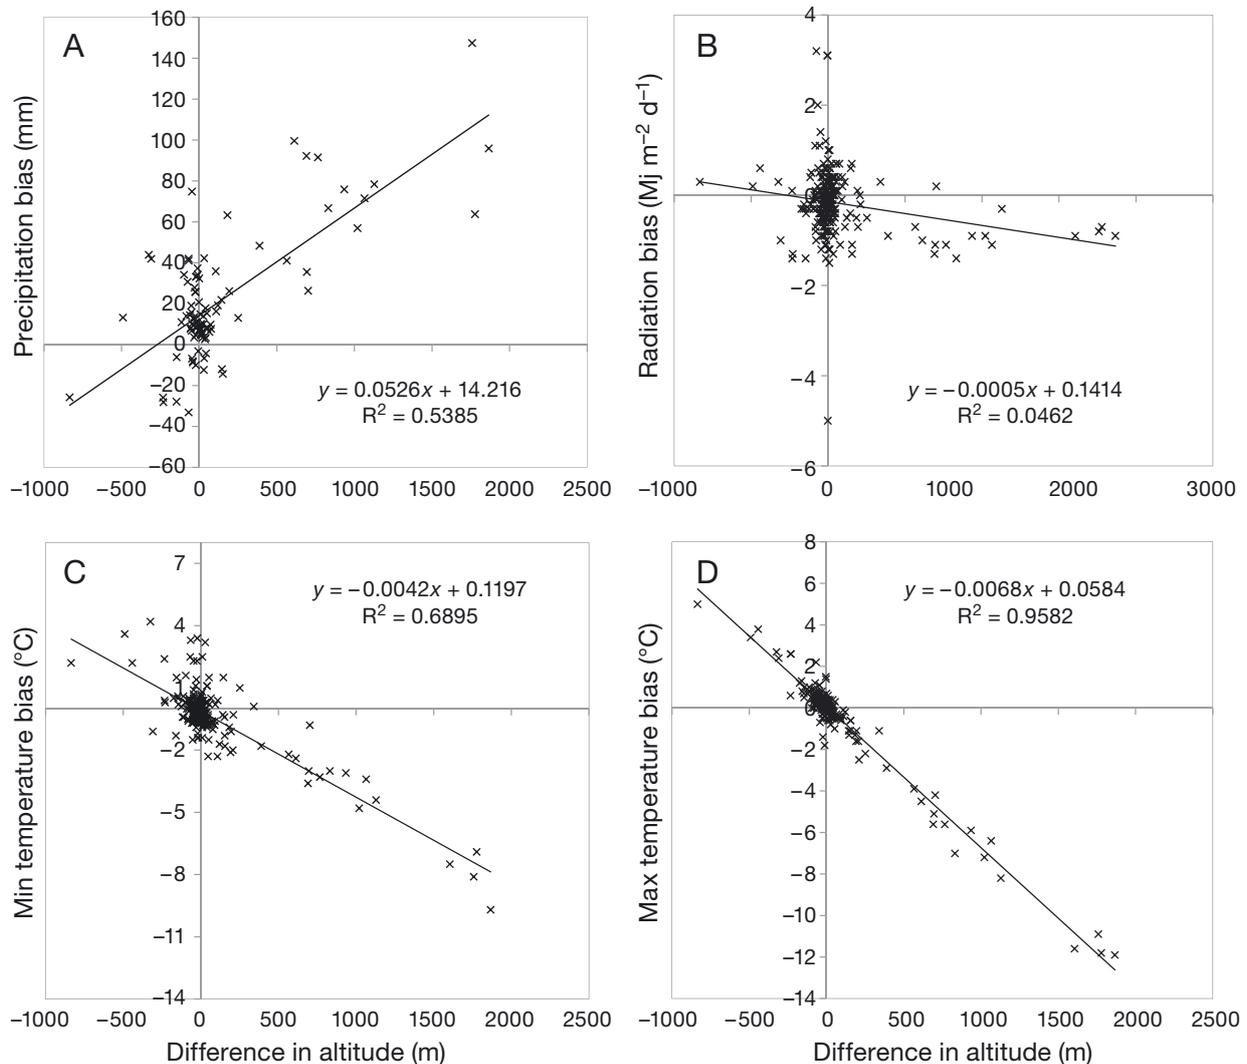 A
Precipitation bias (mm)
160
140
120
100
80
60
40
20
0
−20
−40
−60
y = 0.0526x + 14.216
R² = 0.5385
−1000 −500 0 500 1000 1500 2000 2500
B
Radiation bias (Mj m⁻² d⁻¹)
4
2
0
−2
−4
−6
y = −0.0005x + 0.1414
R² = 0.0462
−1000 0 1000 2000 3000
C
Min temperature bias (°C)
7
4
1
−2
−5
−8
−11
−14
y = −0.0042x + 0.1197
R² = 0.6895
−1000 −500 0 500 1000 1500 2000 2500
Difference in altitude (m)
D
Max temperature bias (°C)
8
6
4
2
0
−2
−4
−6
−8
−10
−12
−14
y = −0.0068x + 0.0584
R² = 0.9582
−1000 −500 0 500 1000 1500 2000 2500
Difference in altitude (m)